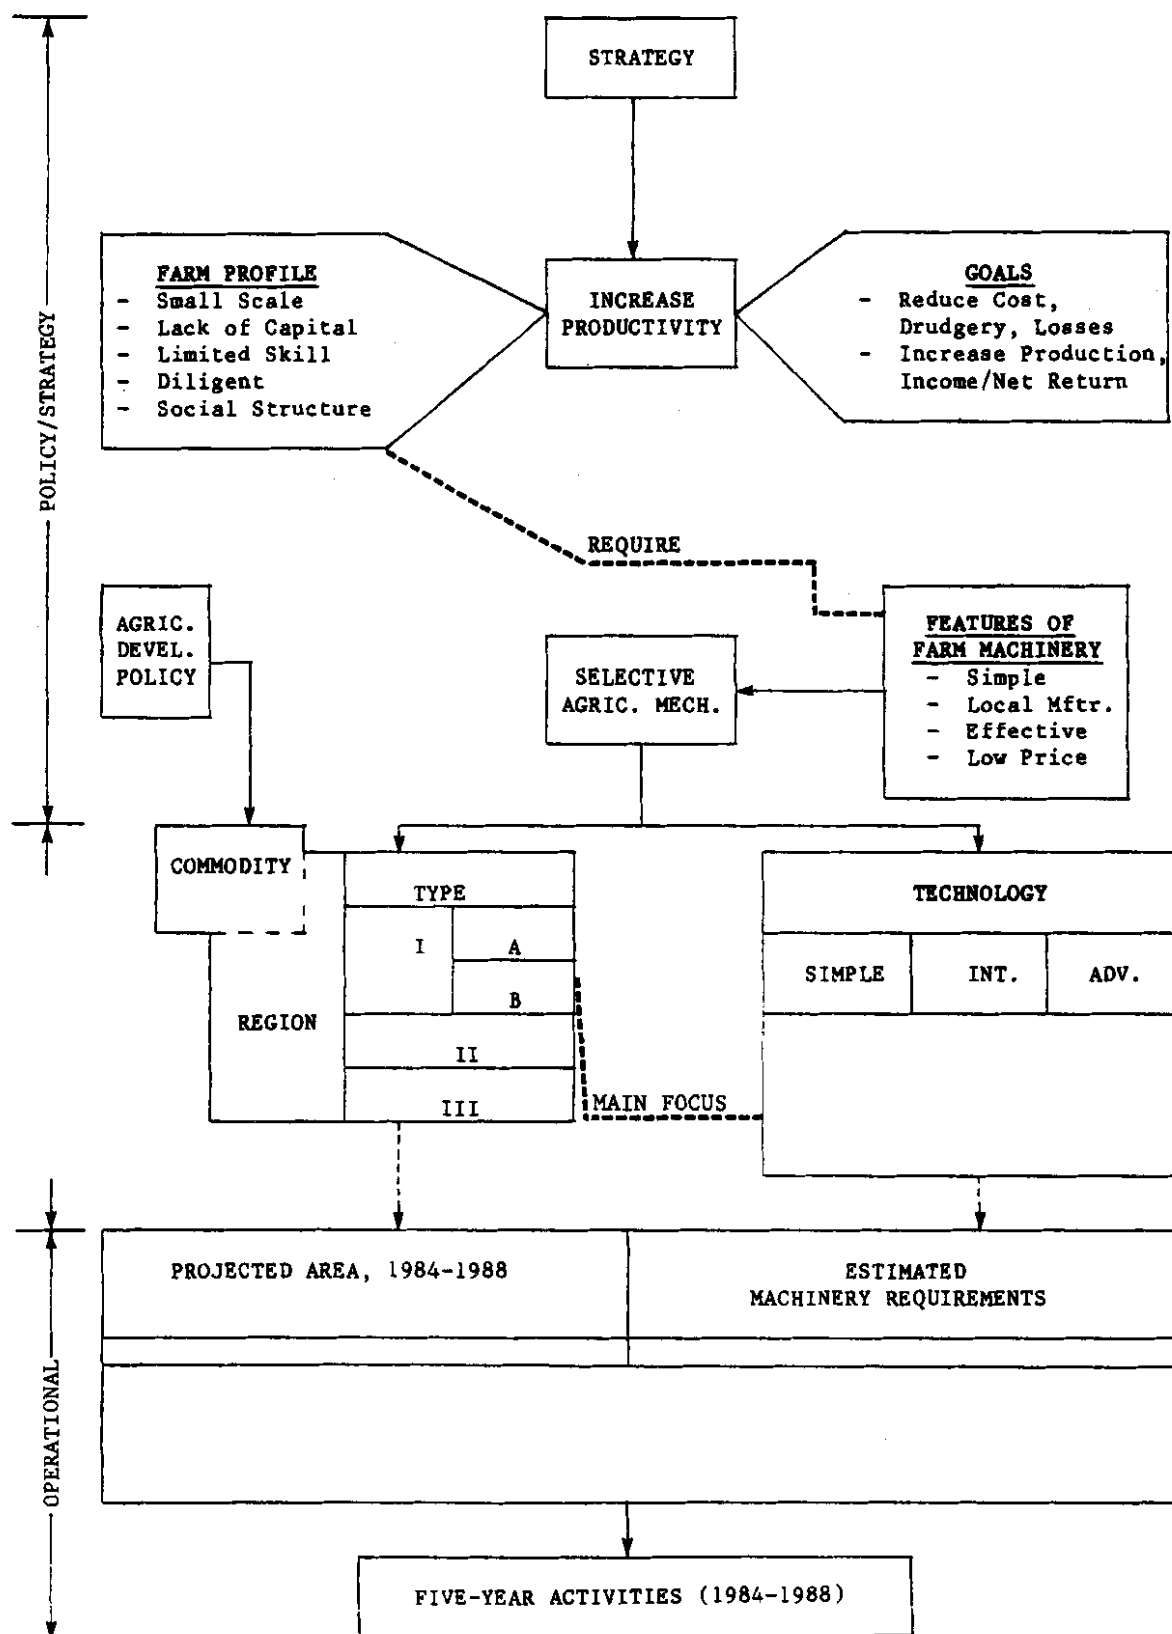 STRATEGY
FARM PROFILE
- Small Scale
- Lack of Capital
- Limited Skill
- Diligent
- Social Structure
INCREASE
PRODUCTIVITY
GOALS
- Reduce Cost,
Drudgery, Losses
- Increase Production,
Income/Net Return
POLICY/STRATEGY
REQUIRE
AGRIC.
DEVEL.
POLICY
SELECTIVE
AGRIC. MECH.
FEATURES OF
FARM MACHINERY
- Simple
- Local Mftr.
- Effective
- Low Price
COMMODITY
REGION
TYPE
I
A
B
II
III
MAIN FOCUS
TECHNOLOGY
SIMPLE
INT.
ADV.
OPERATIONAL
PROJECTED AREA, 1984-1988
ESTIMATED
MACHINERY REQUIREMENTS
FIVE-YEAR ACTIVITIES (1984-1988)